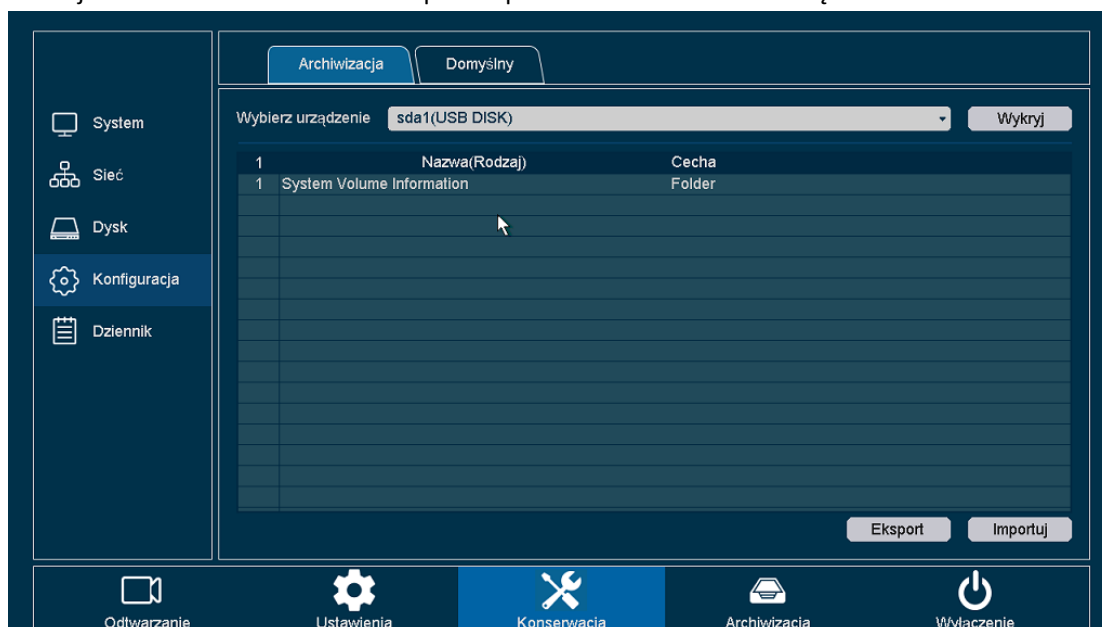 Archiwizacja Domyślny
System
Sieć
Dysk
Konfiguracja
Dziennik
Wybierz urządzenie sda1(USB DISK) Wykryj
1 Nazwa(Rodzaj) Cecha
1 System Volume Information Folder
Eksport Importuj
Odtwarzanie Ustawienia Konserwacja Archiwizacja Wyłączenie